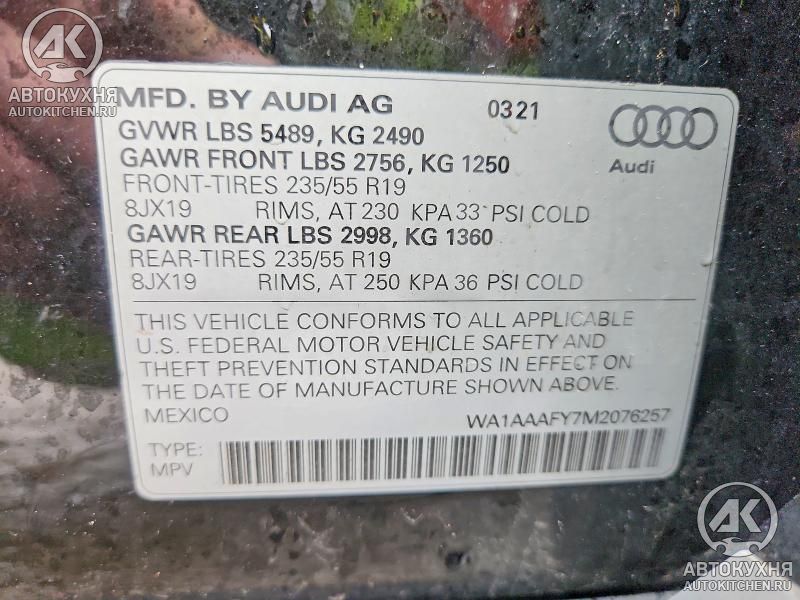 АК
АВТОКУХНЯ
AUTOKITCHEN.RU
MFD. BY AUDI AG 0321
GVWR LBS 5489, KG 2490
GAWR FRONT LBS 2756, KG 1250
FRONT-TIRES 235/55 R19
8JX19 RIMS, AT 230 KPA 33 PSI COLD
GAWR REAR LBS 2998, KG 1360
REAR-TIRES 235/55 R19
8JX19 RIMS, AT 250 KPA 36 PSI COLD
Audi
THIS VEHICLE CONFORMS TO ALL APPLICABLE
U.S. FEDERAL MOTOR VEHICLE SAFETY AND
THEFT PREVENTION STANDARDS IN EFFECT ON
THE DATE OF MANUFACTURE SHOWN ABOVE.
MEXICO WA1AAAFY7M2076257
TYPE:
MPV
АК
АВТОКУХНЯ
AUTOKITCHEN.RU